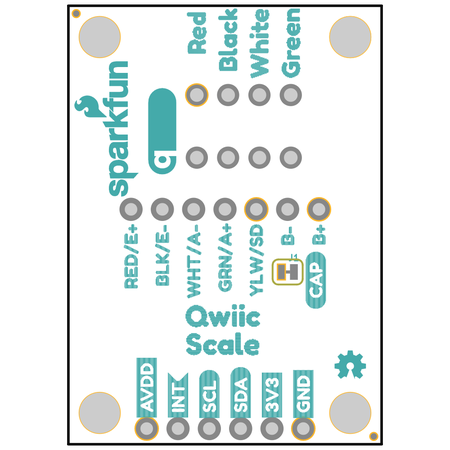 Red
Black
White
Green
sparkfun
q
RED/E+
BLK/E-
WHT/A-
GRN/A+
YLW/SD
B-
B+
J1
CAP
Qwiic
Scale
AVDD
INT
SCL
SDA
3V3
GND